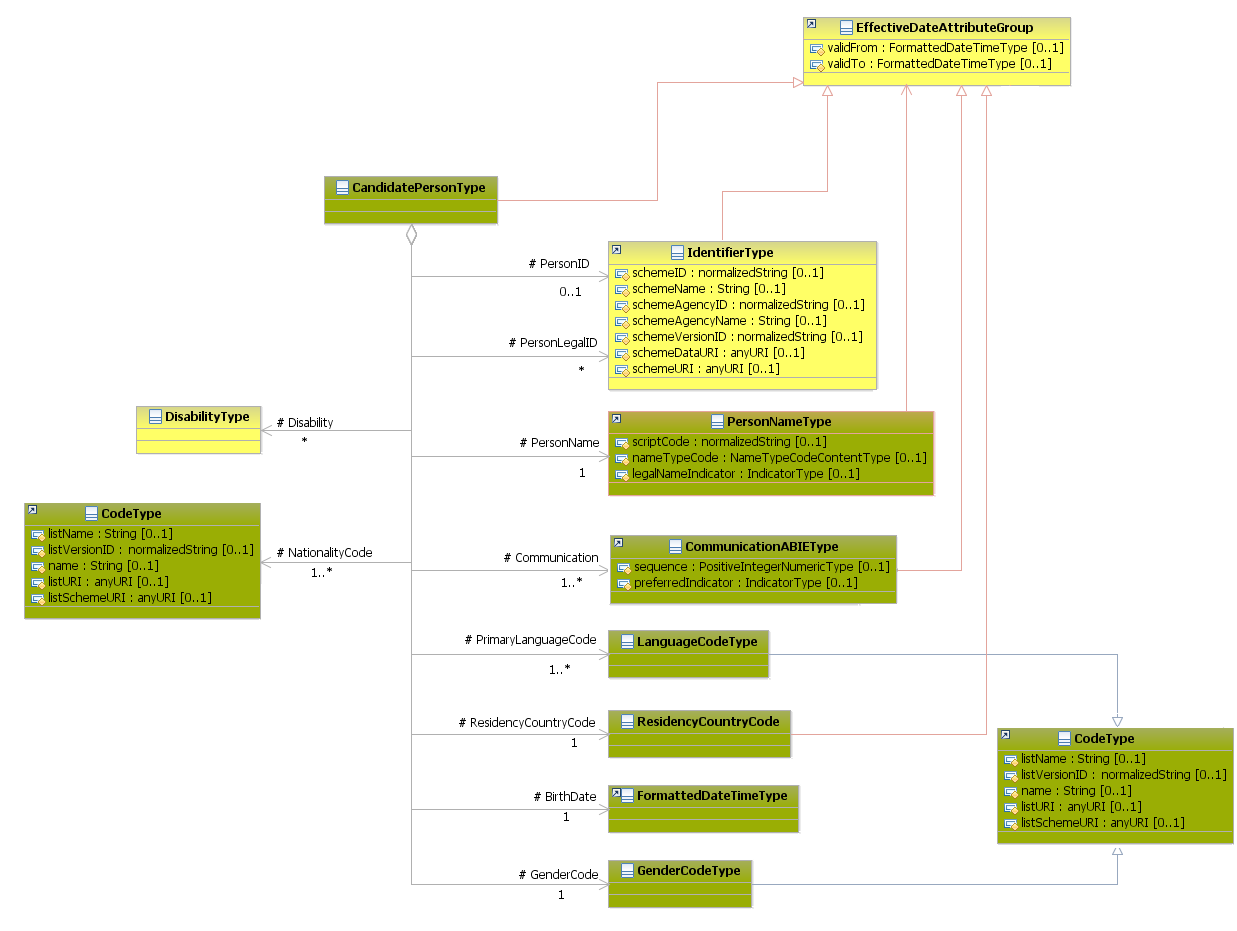 EffectiveDateAttributeGroup
validFrom : FormattedDateTimeType [0..1]
validTo : FormattedDateTimeType [0..1]
CandidatePersonType
IdentifierType
schemeID : normalizedString [0..1]
schemeName : String [0..1]
schemeAgencyID : normalizedString [0..1]
schemeAgencyName : String [0..1]
schemeVersionID : normalizedString [0..1]
schemeDataURI : anyURI [0..1]
schemeURI : anyURI [0..1]
# PersonID
0..1
# PersonLegalID
*
DisabilityType
# Disability
*
PersonNameType
scriptCode : normalizedString [0..1]
nameTypeCode : NameTypeCodeContentType [0..1]
legalNameIndicator : IndicatorType [0..1]
# PersonName
1
CodeType
listName : String [0..1]
listVersionID : normalizedString [0..1]
name : String [0..1]
listURI : anyURI [0..1]
listSchemeURI : anyURI [0..1]
# NationalityCode
1..*
# Communication
1..*
CommunicationABIEType
sequence : PositiveIntegerNumericType [0..1]
preferredIndicator : IndicatorType [0..1]
# PrimaryLanguageCode
1..*
LanguageCodeType
# ResidencyCountryCode
1
ResidencyCountryCode
CodeType
listName : String [0..1]
listVersionID : normalizedString [0..1]
name : String [0..1]
listURI : anyURI [0..1]
listSchemeURI : anyURI [0..1]
# BirthDate
1
FormattedDateTimeType
# GenderCode
1
GenderCodeType